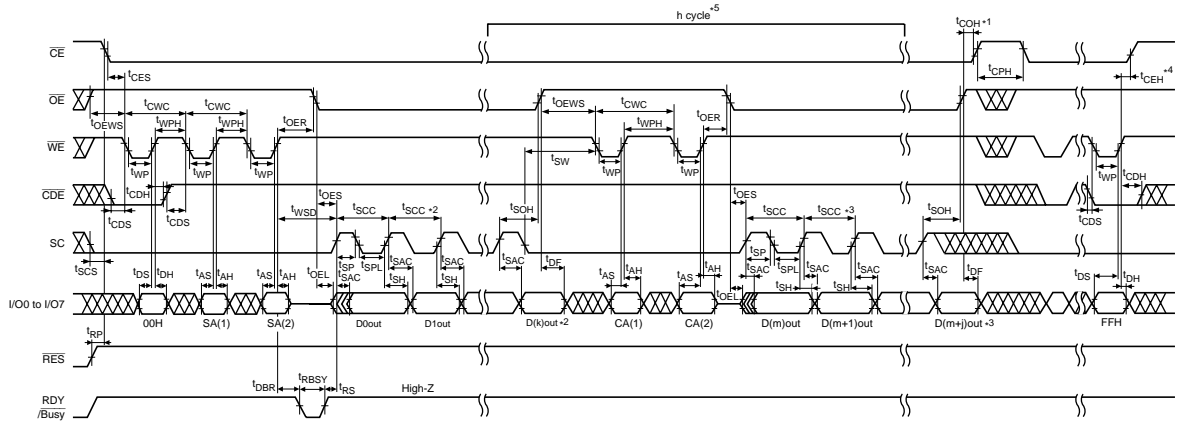 h cycle*5
tCOH*1
CE
tCES
tCPH
tCEH*4
OE
tOEWS tCWC tCWC
tOEWS tCWC
tWPH tWPH tOER
tWPH tOER
WE
tWP tWP tWP
tSW
tWP tWP
tWP
CDE
tCDH
tCDS tCDS
tOES
tOES
tCDH
tCDS
tWSD tSCC tSCC*2
tSOH
tSCC tSCC*3
tSOH
SC
tSCS
tSP tSPL
tSP tSPL
tDS tDH tAS tAH tAS tAH
tOEL tSAC tSAC tSH tSAC tSH
tSAC tDF
tAS tAH tAS tAH
tOEL tSAC tSAC tSH tSAC tSH
tSAC tDF
tDS tDH
I/O0 to I/O7
00H SA(1) SA(2) D0out D1out D(k)out*2 CA(1) CA(2) D(m)out D(m+1)out D(m+j)out*3 FFH
tRP
RES
tDBR tRBSY tRS
RDY
/Busy
High-Z